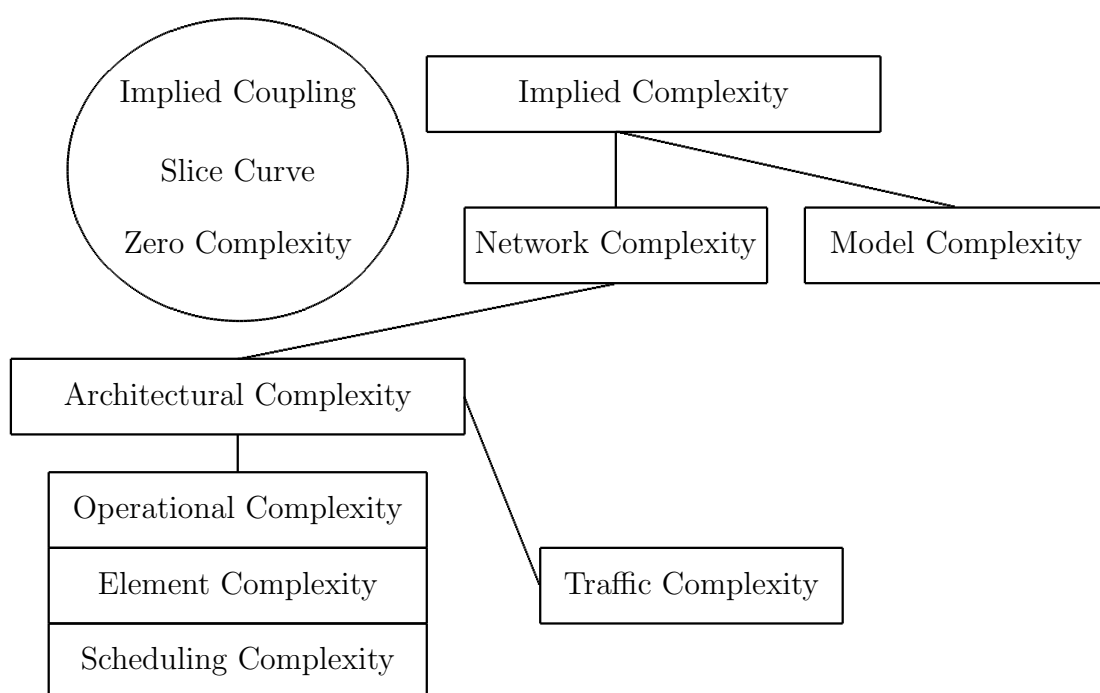 Implied Coupling
Slice Curve
Zero Complexity
Implied Complexity
Network Complexity
Model Complexity
Architectural Complexity
Operational Complexity
Element Complexity
Scheduling Complexity
Traffic Complexity